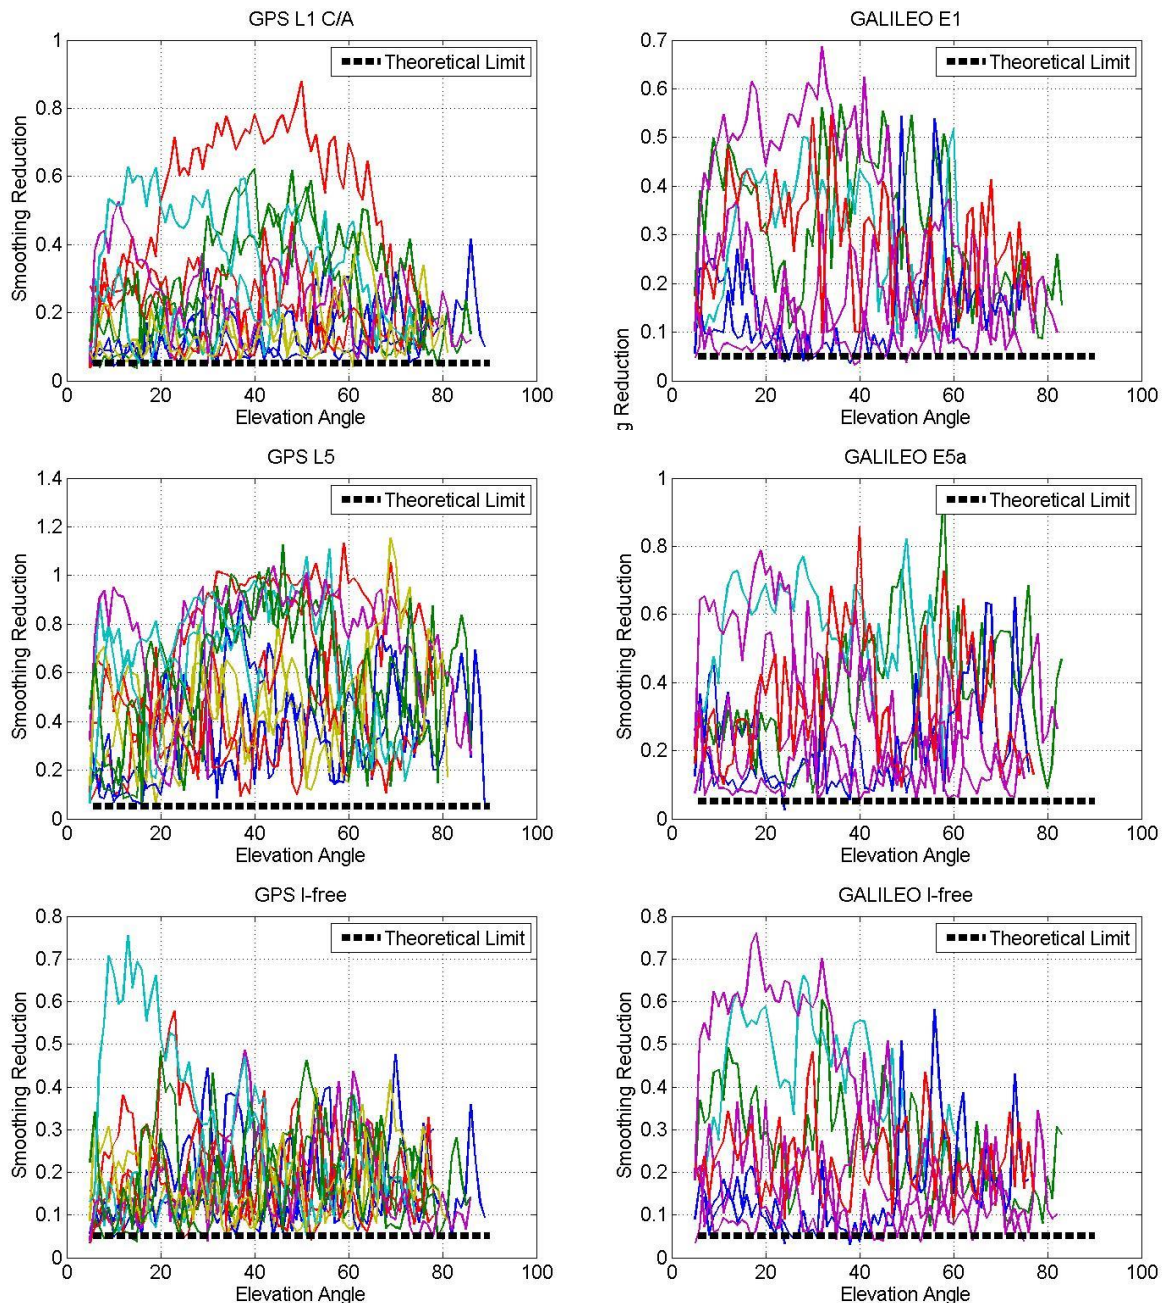 GPS L1 C/A
1
0.8
0.6
0.4
0.2
0
Smoothing Reduction
Theoretical Limit
0 20 40 60 80 100
Elevation Angle
GALILEO E1
0.7
0.6
0.5
0.4
0.3
0.2
0.1
0
Smoothing Reduction
Theoretical Limit
0 20 40 60 80 100
Elevation Angle
g Reduction
GPS L5
1.4
1.2
1
0.8
0.6
0.4
0.2
0
Smoothing Reduction
Theoretical Limit
0 20 40 60 80 100
Elevation Angle
GALILEO E5a
1
0.8
0.6
0.4
0.2
0
Smoothing Reduction
Theoretical Limit
0 20 40 60 80 100
Elevation Angle
GPS I-free
0.8
0.7
0.6
0.5
0.4
0.3
0.2
0.1
0
Smoothing Reduction
Theoretical Limit
0 20 40 60 80 100
Elevation Angle
GALILEO I-free
0.8
0.7
0.6
0.5
0.4
0.3
0.2
0.1
0
Smoothing Reduction
Theoretical Limit
0 20 40 60 80 100
Elevation Angle